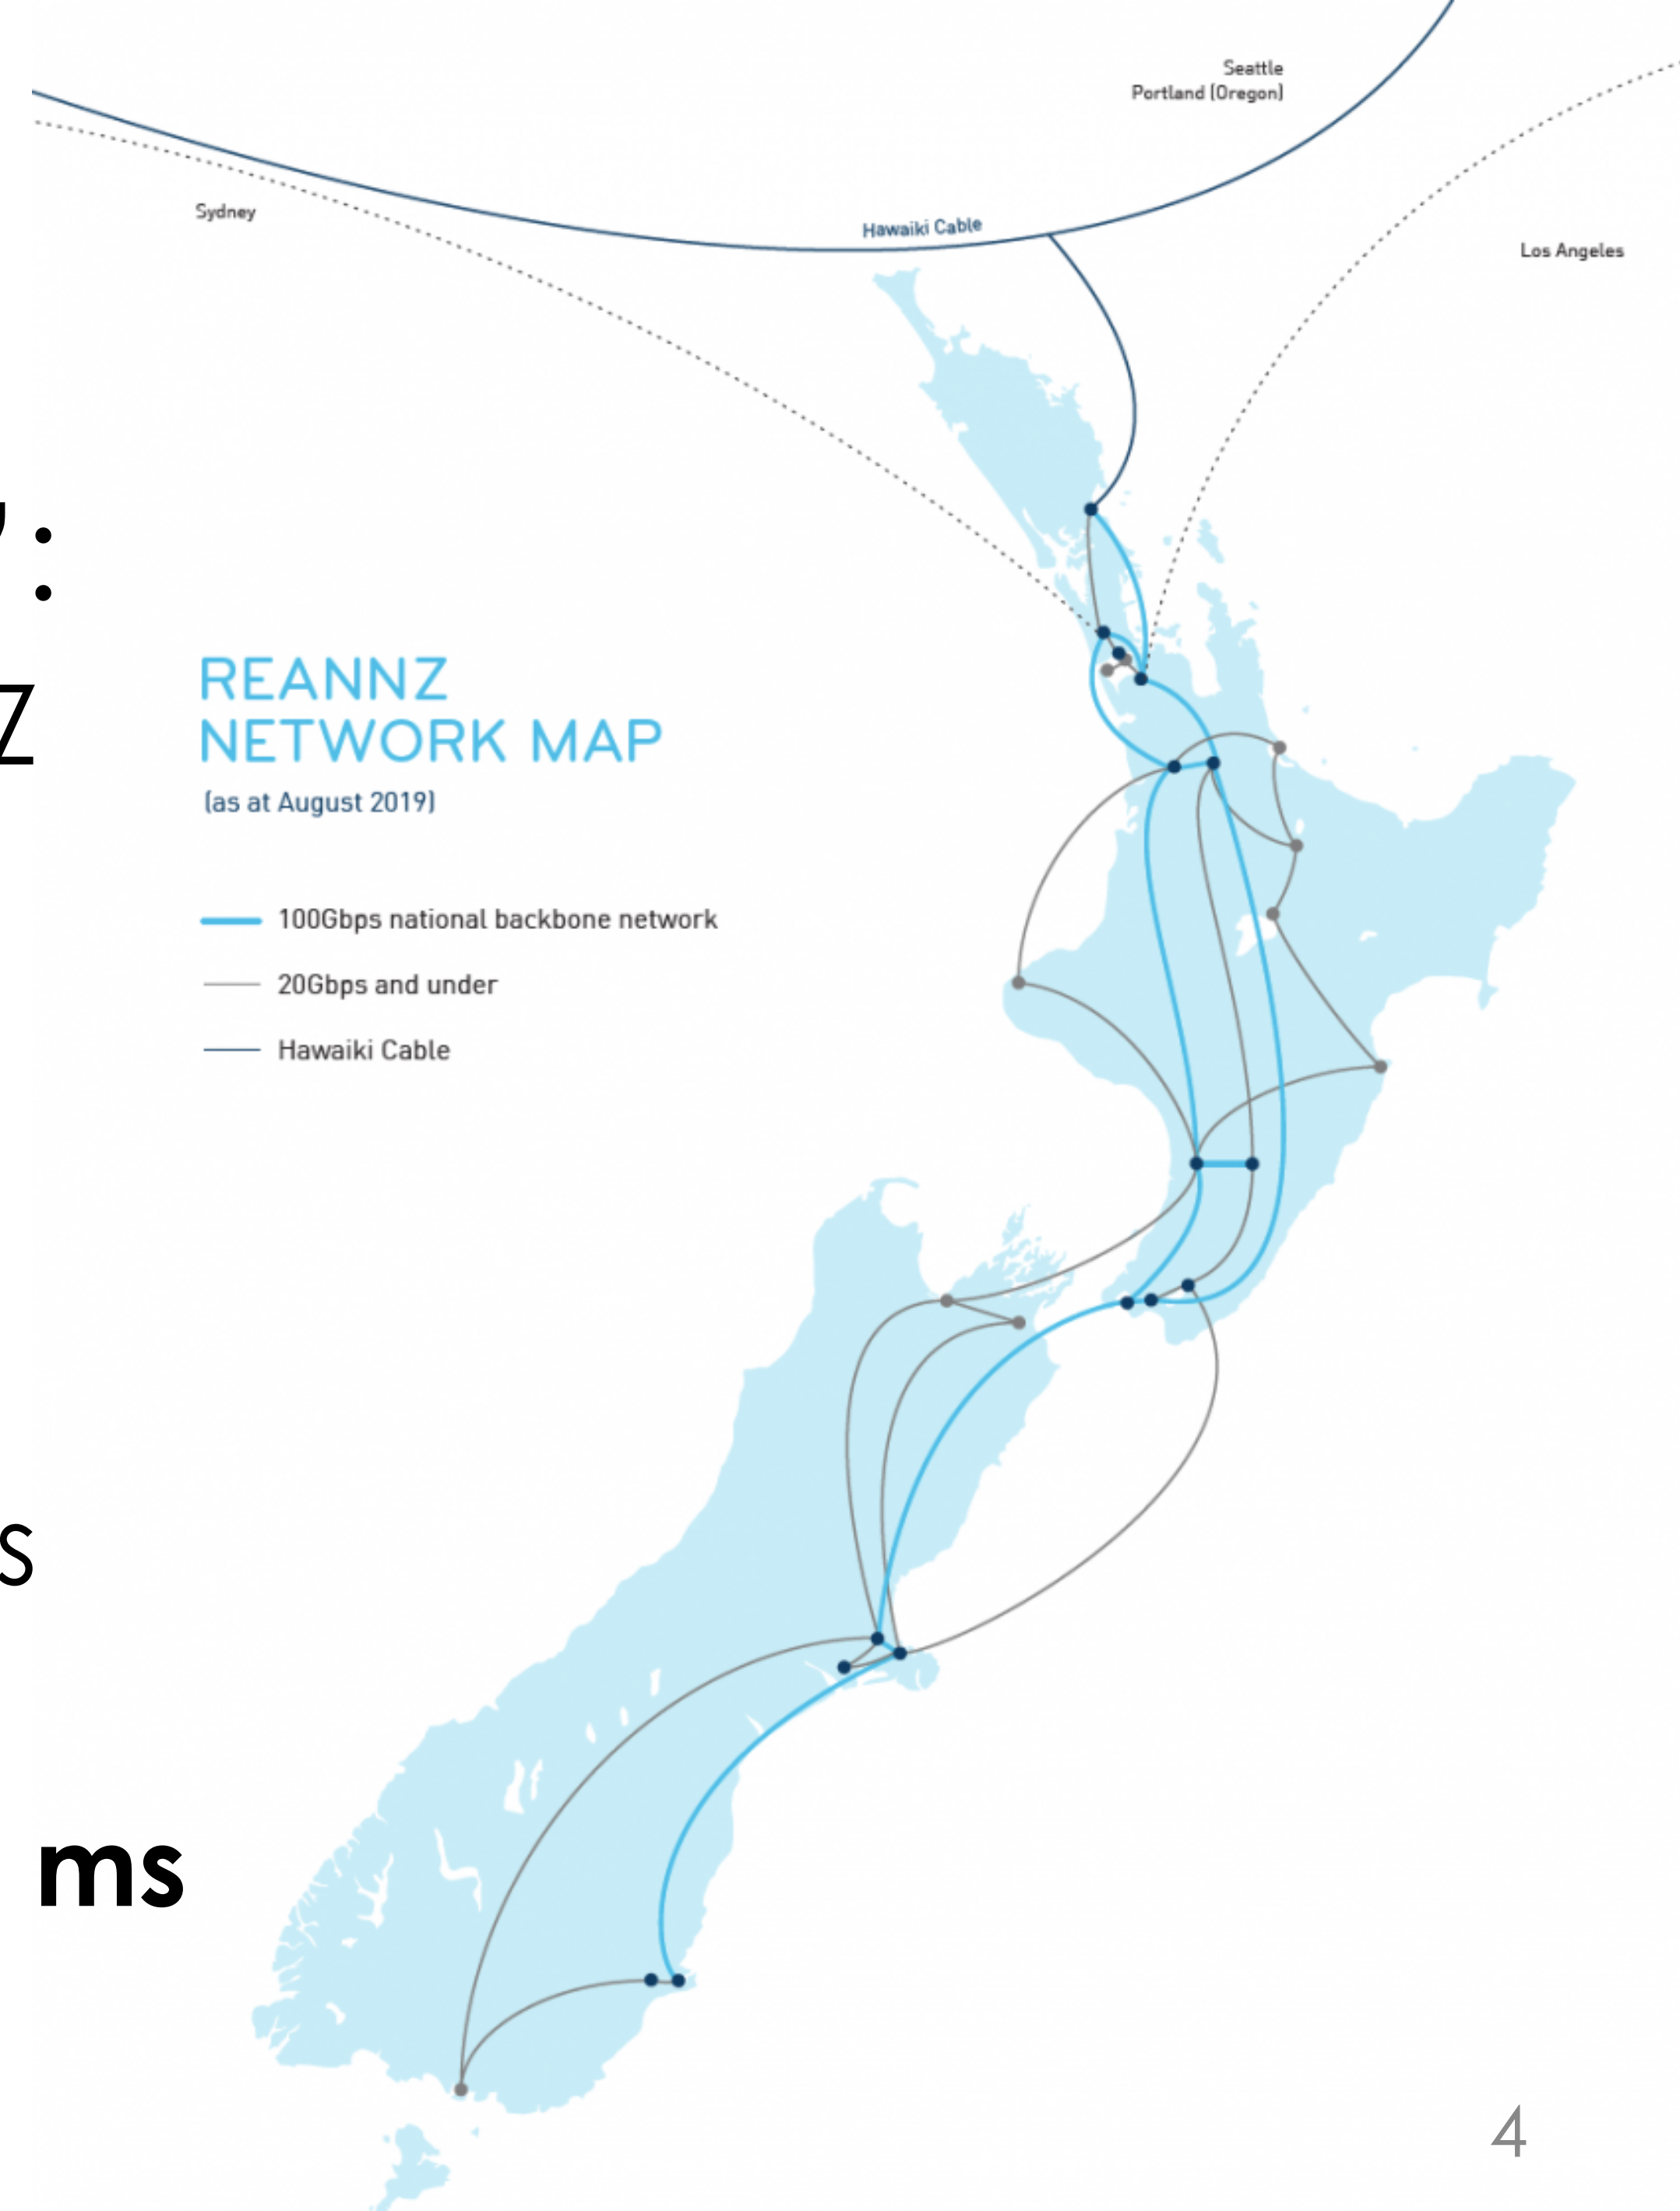 Seattle
Portland (Oregon)
Sydney
Hawaiki Cable
Los Angeles
:
:
Z
REANNZ
NETWORK MAP
(as at August 2019)
100Gbps national backbone network
20Gbps and under
Hawaiki Cable
s
ms
4